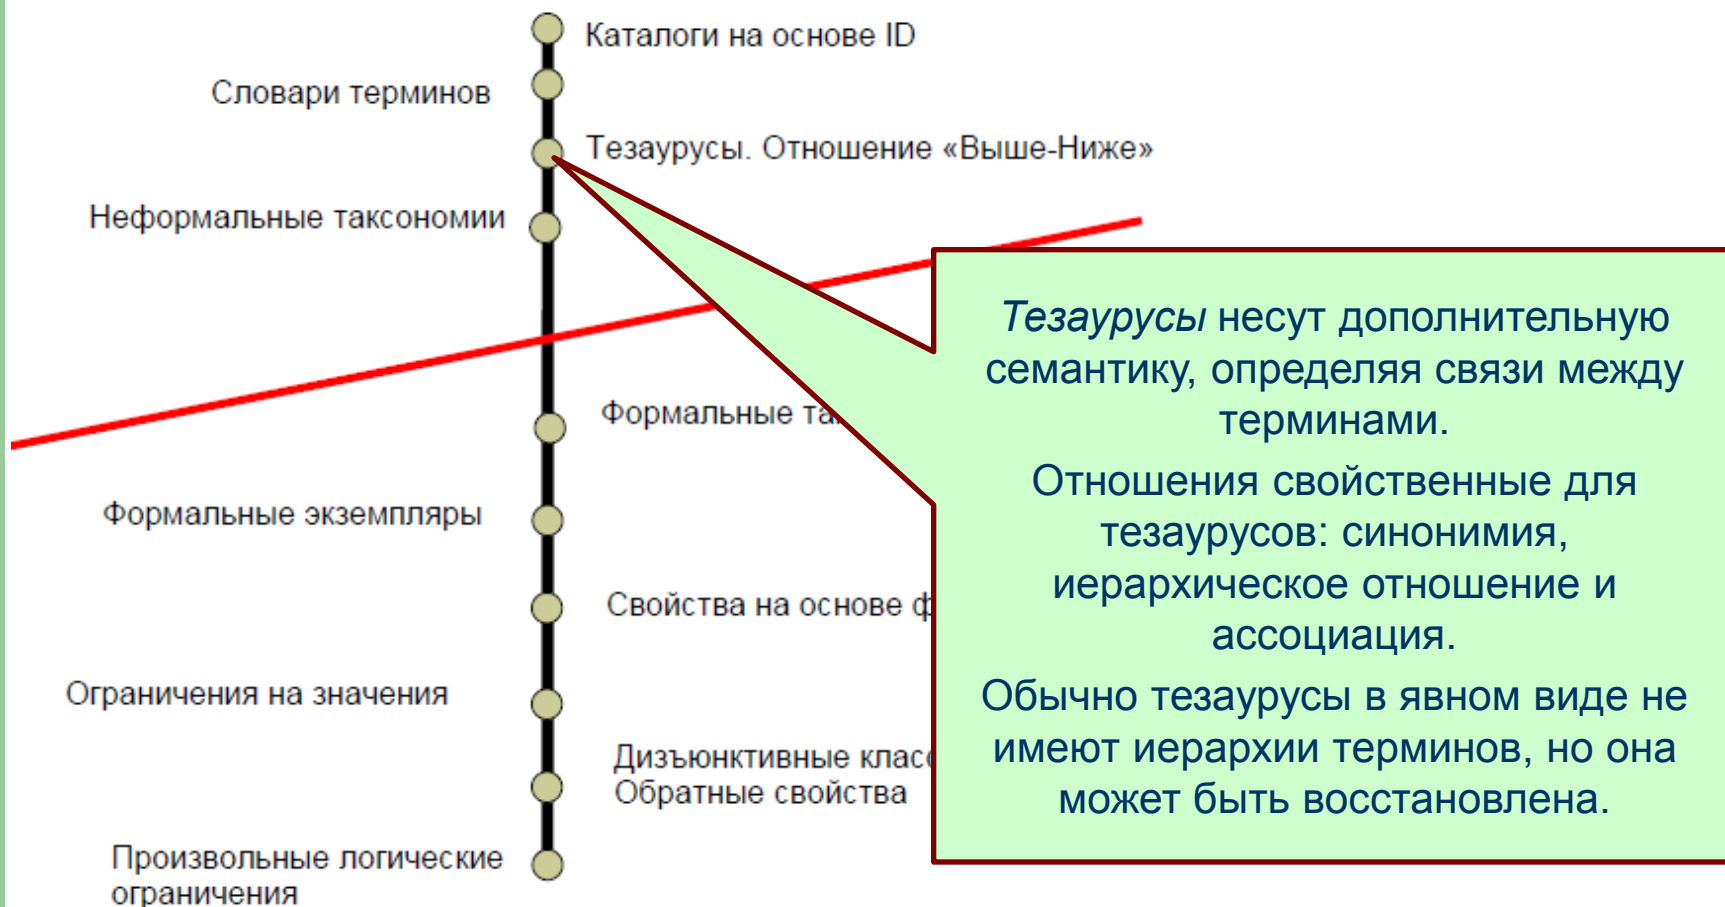 Каталоги на основе ID
Словари терминов
Тезаурусы. Отношение «Выше-Ниже»
Неформальные таксономии
Формальные
Формальные экземпляры
Свойства на основе
Ограничения на значения
Дизъюнктивные
Обратные свойства
Произвольные логические
ограничения
Тезаурусы несут дополнительную
семантику, определяя связи между
терминами.
Отношения свойственные для
тезаурусов: синонимия,
иерархическое отношение и
ассоциация.
Обычно тезаурусы в явном виде не
имеют иерархии терминов, но она
может быть восстановлена.